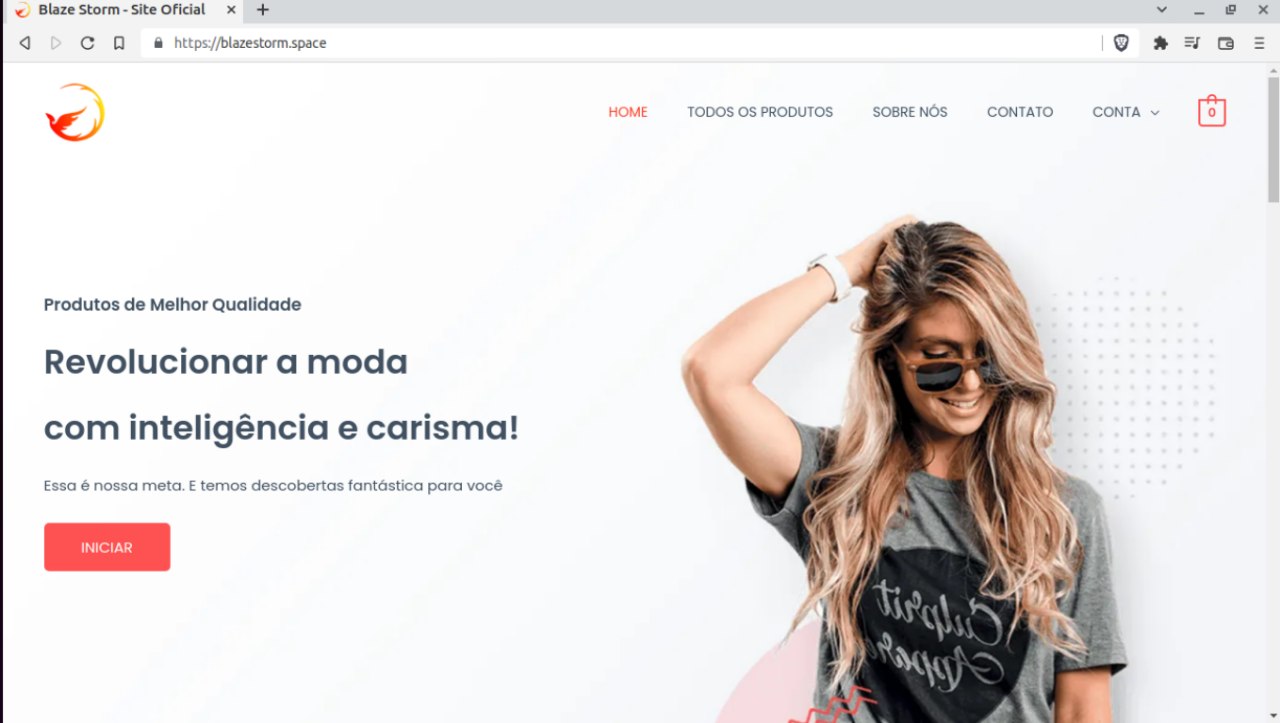 Blaze Storm - Site Oficial
https://blazestorm.space
HOME
TODOS OS PRODUTOS
SOBRE NÓS
CONTATO
CONTA
0
Produtos de Melhor Qualidade
Revolucionar a moda
com inteligência e carisma!
Essa é nossa meta. E temos descobertas fantástica para você
INICIAR
Culprit